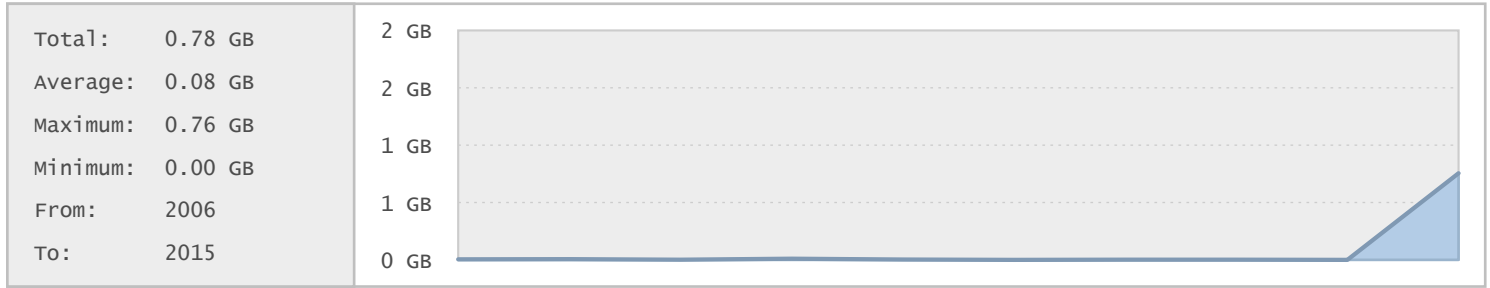 Total: 0.78 GB
Average: 0.08 GB
Maximum: 0.76 GB
Minimum: 0.00 GB
From: 2006
To: 2015
2 GB
2 GB
1 GB
1 GB
0 GB